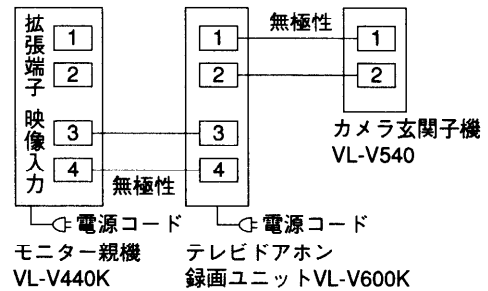 拡張端子
1
2
映像入力
3
4
無極性
電源コード
モニター親機
VL-V440K
1
2
3
4
電源コード
テレビドアホン
録画ユニットVL-V600K
無極性
1
2
カメラ玄関子機
VL-V540